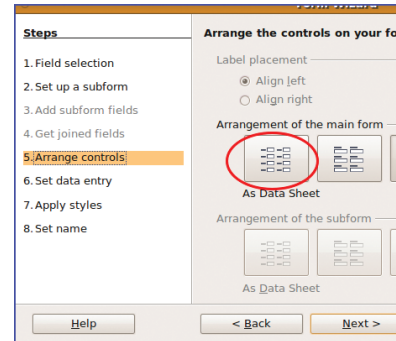 Form Wizard
Steps
1. Field selection
2. Set up a subform
3. Add subform fields
4. Get joined fields
5. Arrange controls
6. Set data entry
7. Apply styles
8. Set name
Arrange the controls on your fo
Label placement
Align left
Align right
Arrangement of the main form
As Data Sheet
Arrangement of the subform
As Data Sheet
Help
< Back
Next >